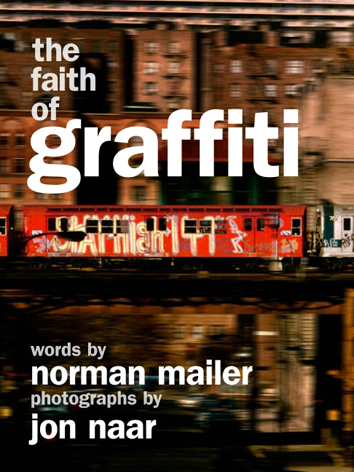 the
faith
of
graffiti
words by
norman mailer
photographs by
jon naar